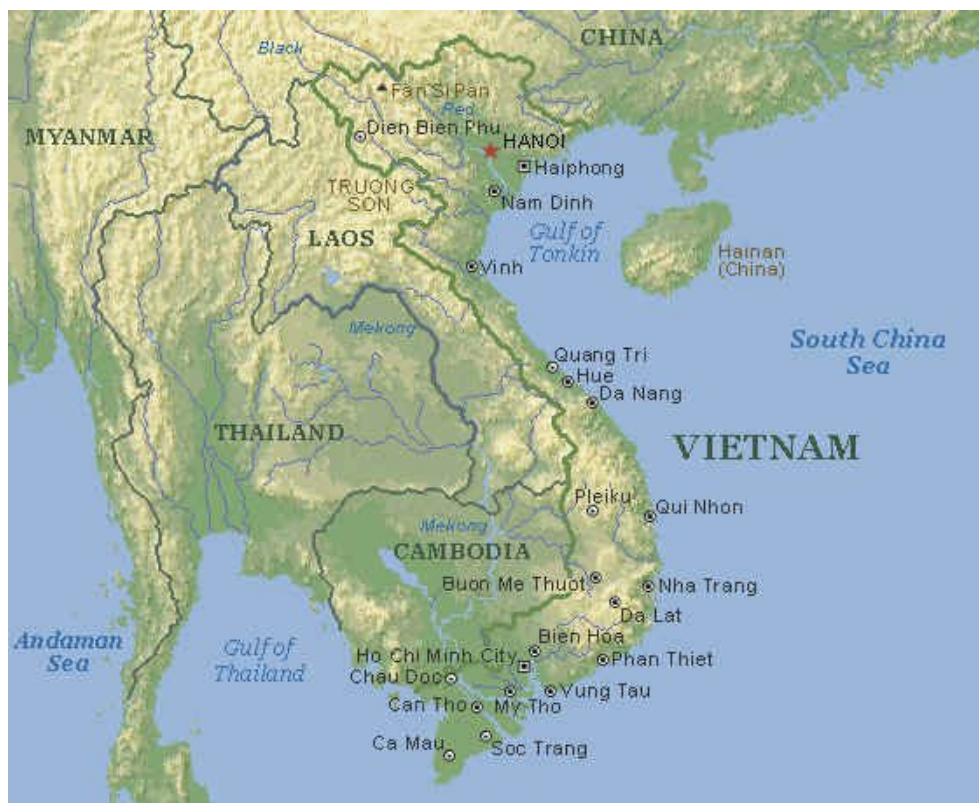 CHINA
Black
Fan Si Pan
Red
MYANMAR
Dien Bien Phu
HANOI
Haiphong
TRUONG
SON
Nam Dinh
LAOS
Gulf of
Tonkin
Hainan
(China)
Vinh
Mekong
South China
Sea
Quang Tri
Hue
Da Nang
THAILAND
VIETNAM
Pleiku
Qui Nhon
Mekong
CAMBODIA
Buon Me Thuot
Nha Trang
Da Lat
Andaman
Sea
Gulf of
Thailand
Bien Hoa
Ho Chi Minh City
Phan Thiet
Chau Doc
Vung Tau
Can Tho
My Tho
Ca Mau
Soc Trang